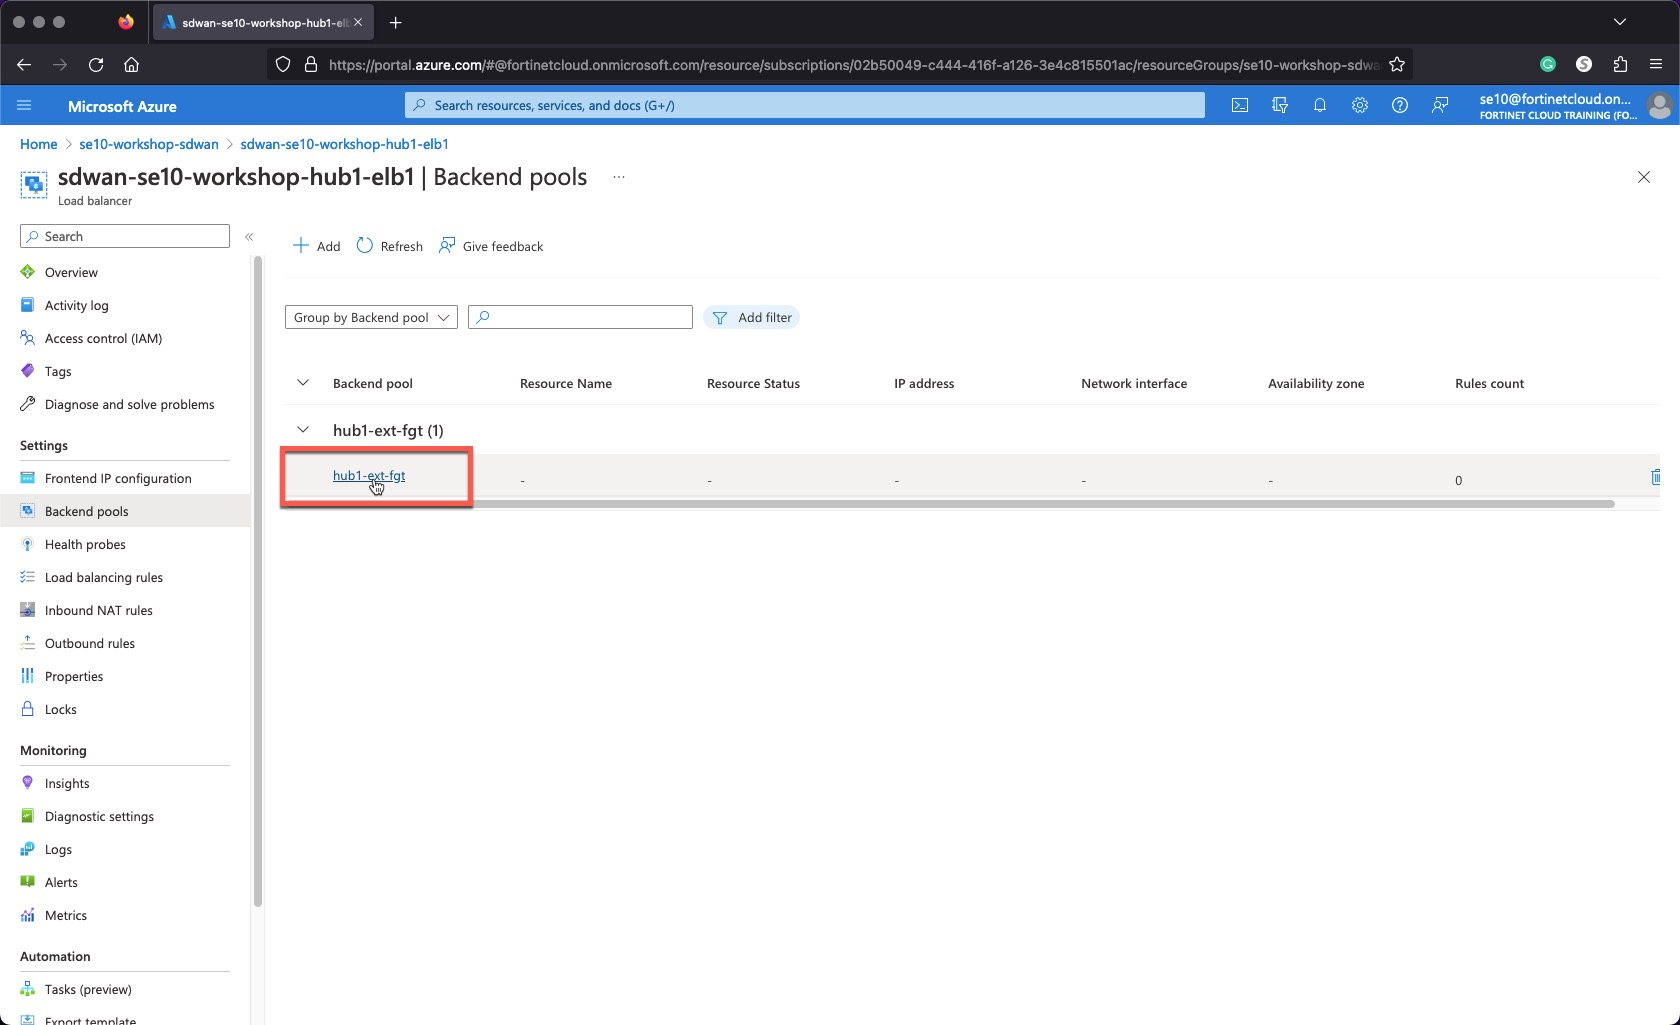 sdwan-se10-workshop-hub1-elb
https://portal.azure.com/#@fortinetcloud.onmicrosoft.com/resource/subscriptions/02b50049-c444-416f-a126-3e4c815501ac/resourceGroups/se10-workshop-sdwa
Microsoft Azure
Search resources, services, and docs (G+/)
se10@fortinetcloud.on...
FORTINET CLOUD TRAINING (FO...
Home > se10-workshop-sdwan > sdwan-se10-workshop-hub1-elb1
sdwan-se10-workshop-hub1-elb1 | Backend pools ...
Load balancer
Search
Overview
Activity log
Access control (IAM)
Tags
Diagnose and solve problems
Settings
Frontend IP configuration
Backend pools
Health probes
Load balancing rules
Inbound NAT rules
Outbound rules
Properties
Locks
Monitoring
Insights
Diagnostic settings
Logs
Alerts
Metrics
Automation
Tasks (preview)
Export template
Add Refresh Give feedback
Group by Backend pool Add filter
Backend pool Resource Name Resource Status IP address Network interface Availability zone Rules count
hub1-ext-fgt (1)
hub1-ext-fgt - - - - - 0